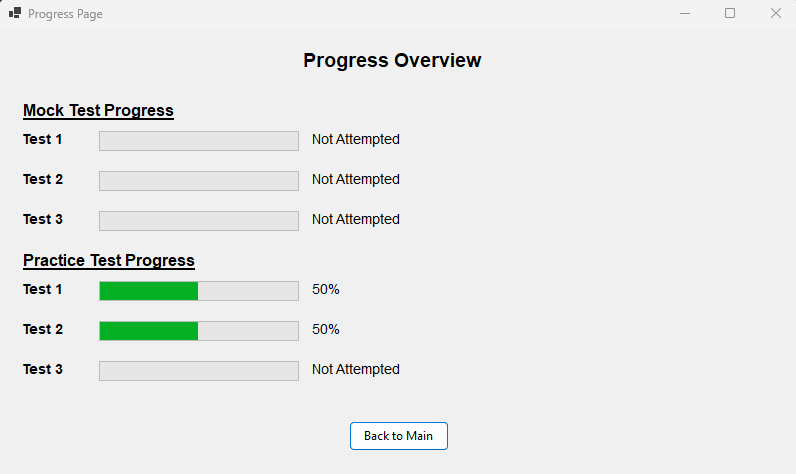 Progress Page
Progress Overview
Mock Test Progress
Test 1 Not Attempted
Test 2 Not Attempted
Test 3 Not Attempted
Practice Test Progress
Test 1 50%
Test 2 50%
Test 3 Not Attempted
Back to Main